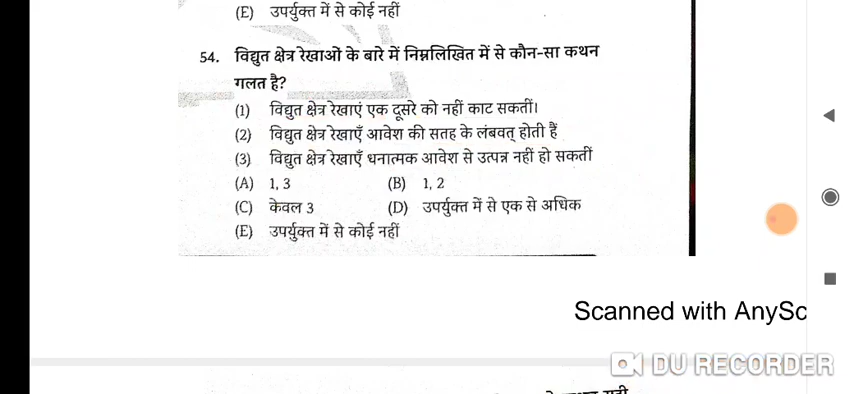 (E) उपर्युक्त में से कोई नहीं
54. विद्युत क्षेत्र रेखाओं के बारे में निम्नलिखित में से कौन-सा कथन
गलत है?
(1) विद्युत क्षेत्र रेखाएं एक दूसरे को नहीं काट सकतीं।
(2) विद्युत क्षेत्र रेखाएँ आवेश की सतह के लंबवत् होती हैं
(3) विद्युत क्षेत्र रेखाएँ धनात्मक आवेश से उत्पन्न नहीं हो सकतीं
(A) 1, 3 (B) 1, 2
(C) केवल 3 (D) उपर्युक्त में से एक से अधिक
(E) उपर्युक्त में से कोई नहीं
Scanned with AnySc
DU RECORDER